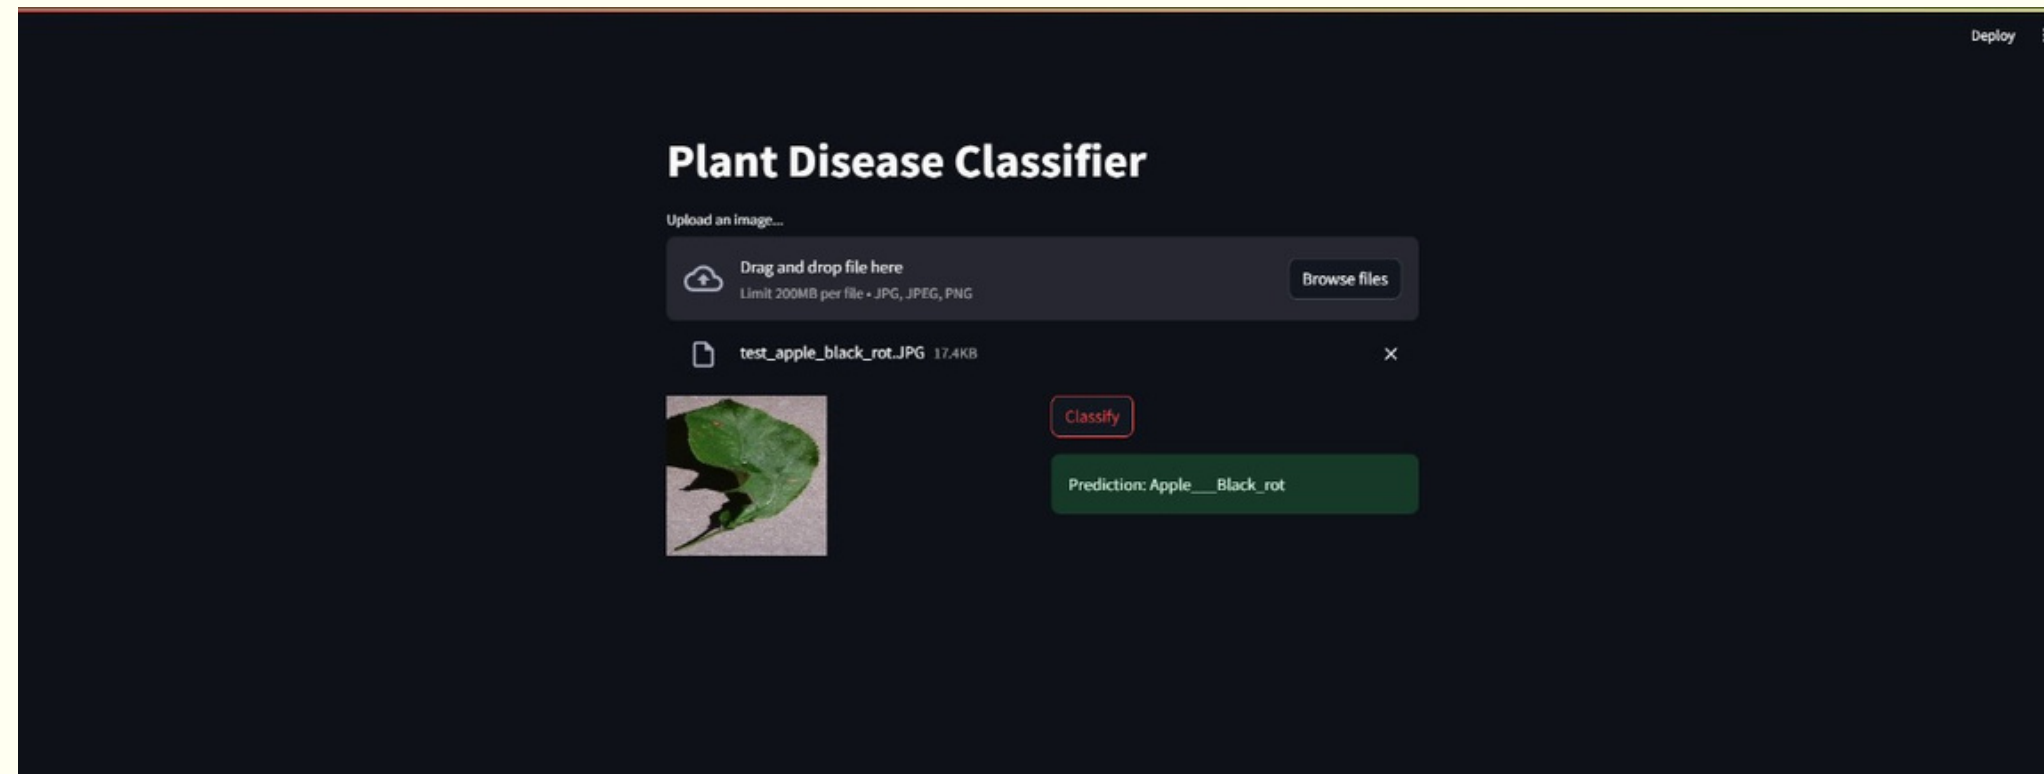 Deploy
Plant Disease Classifier
Upload an image...
Drag and drop file here
Limit 200MB per file • JPG, JPEG, PNG
Browse files
test_apple_black_rot.JPG 17.4KB
Classify
Prediction: Apple___Black_rot